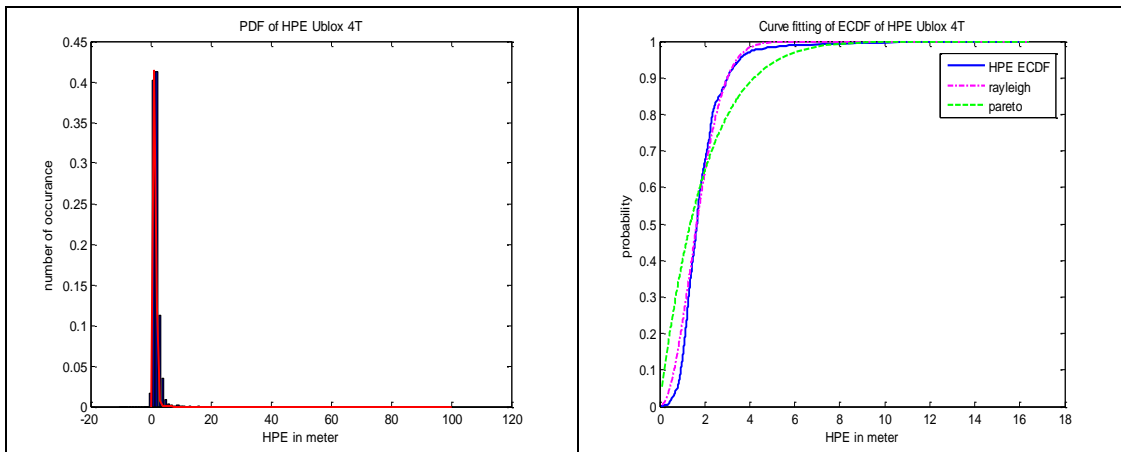 PDF of HPE Ublox 4T
number of occurance
0.45
0.4
0.35
0.3
0.25
0.2
0.15
0.1
0.05
0
-20 0 20 40 60 80 100 120
HPE in meter
Curve fitting of ECDF of HPE Ublox 4T
probability
1
0.9
0.8
0.7
0.6
0.5
0.4
0.3
0.2
0.1
0
HPE ECDF
rayleigh
pareto
0 2 4 6 8 10 12 14 16 18
HPE in meter